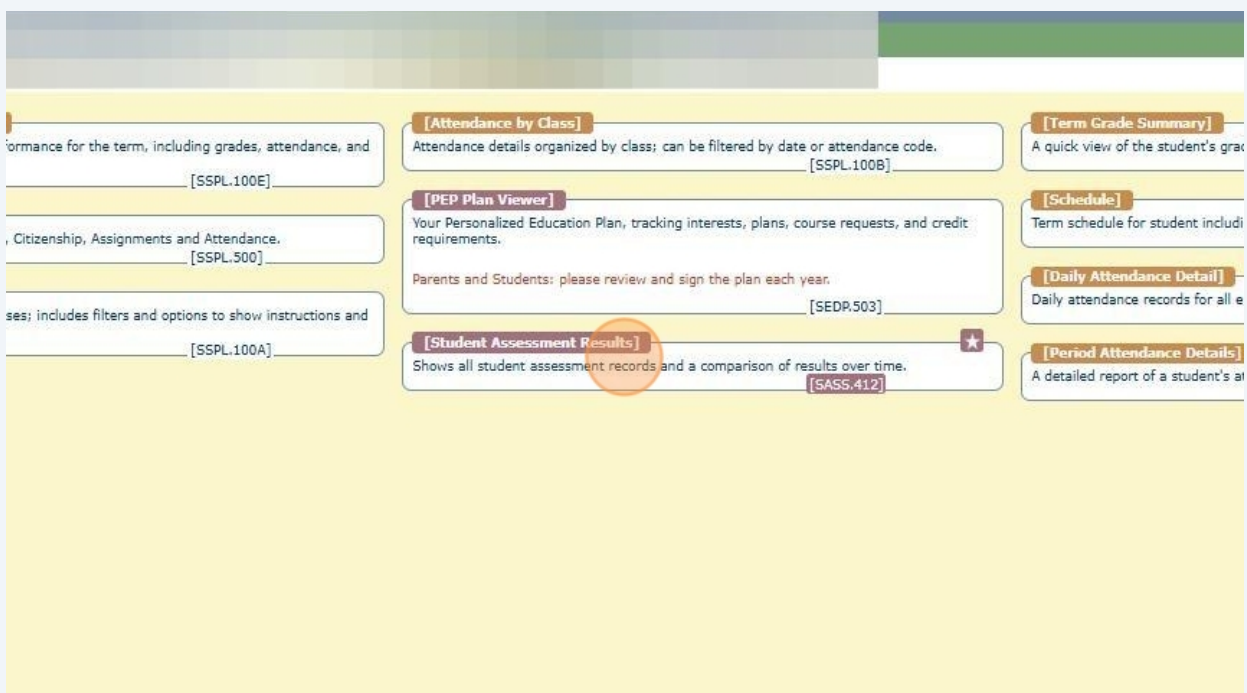 ormance for the term, including grades, attendance, and
[SSPL.100E]
, Citizenship, Assignments and Attendance.
[SSPL.500]
ses; includes filters and options to show instructions and
[SSPL.100A]
[Attendance by Class]
Attendance details organized by class; can be filtered by date or attendance code.
[SSPL.100B]
[PEP Plan Viewer]
Your Personalized Education Plan, tracking interests, plans, course requests, and credit
requirements.
Parents and Students: please review and sign the plan each year.
[SEDP.503]
[Student Assessment Results]
Shows all student assessment records and a comparison of results over time.
[SASS.412]
[Term Grade Summary]
A quick view of the student's grad
[Schedule]
Term schedule for student includi
[Daily Attendance Detail]
Daily attendance records for all e
[Period Attendance Details]
A detailed report of a student's at